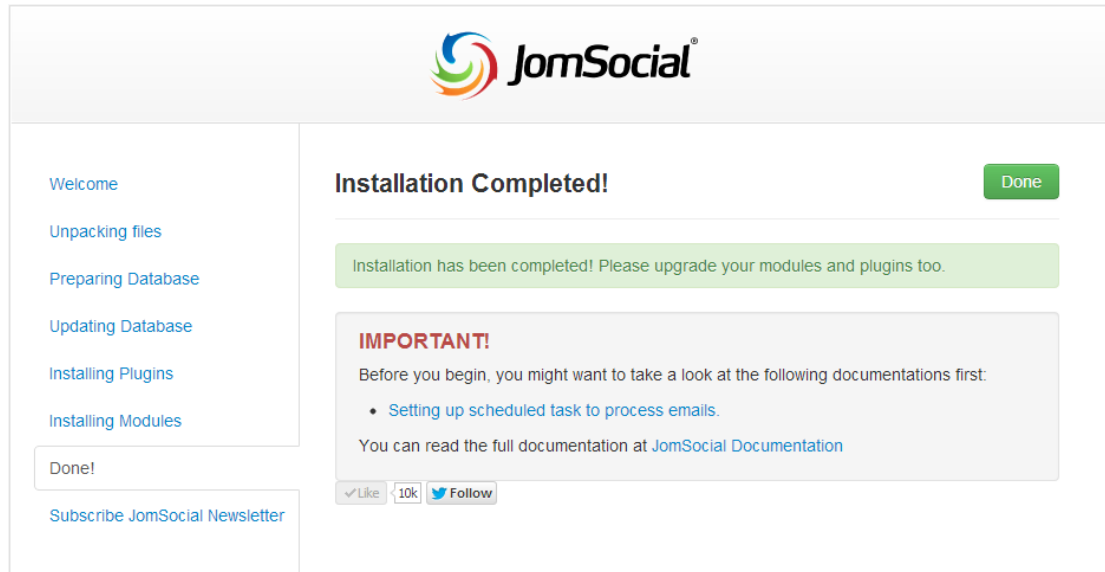 JomSocial®
Welcome
Unpacking files
Preparing Database
Updating Database
Installing Plugins
Installing Modules
Done!
Subscribe JomSocial Newsletter
Installation Completed!
Done
Installation has been completed! Please upgrade your modules and plugins too.
IMPORTANT!
Before you begin, you might want to take a look at the following documentations first:
• Setting up scheduled task to process emails.
You can read the full documentation at JomSocial Documentation
Like 10k Follow